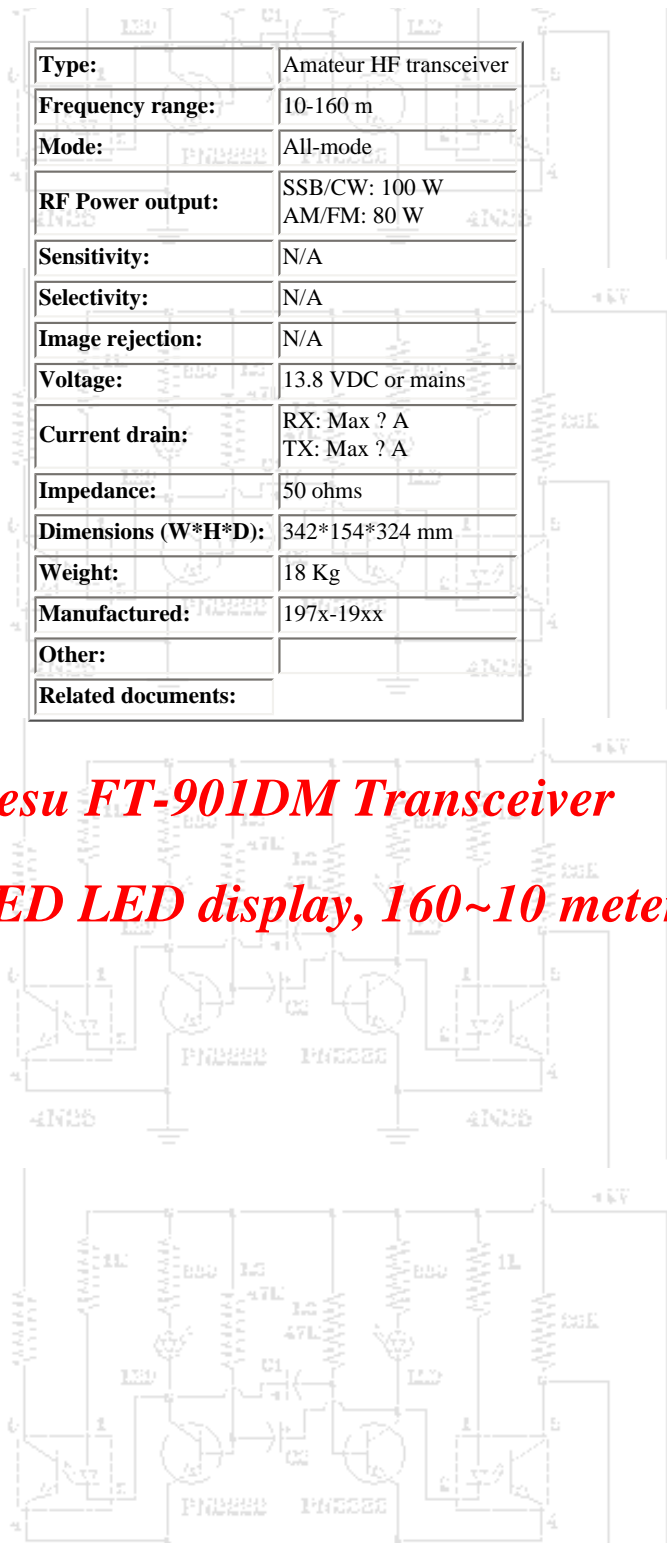 Type: Amateur HF transceiver
Frequency range: 10-160 m
Mode: All-mode
RF Power output: SSB/CW: 100 W
AM/FM: 80 W
Sensitivity: N/A
Selectivity: N/A
Image rejection: N/A
Voltage: 13.8 VDC or mains
Current drain: RX: Max ? A
TX: Max ? A
Impedance: 50 ohms
Dimensions (W*H*D): 342*154*324 mm
Weight: 18 Kg
Manufactured: 197x-19xx
Other:
Related documents:
esu FT-901DM Transceiver
ED LED display, 160~10 meter